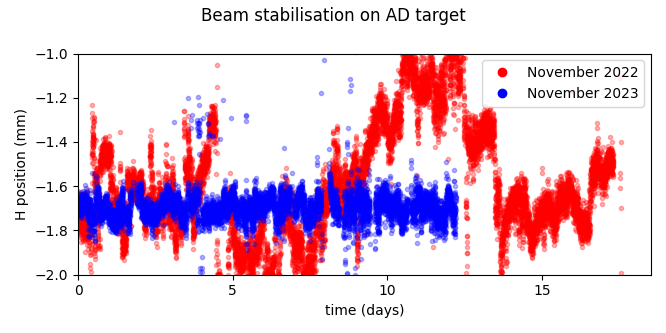 Beam stabilisation on AD target
November 2022
November 2023
H position (mm)
−1.0
−1.2
−1.4
−1.6
−1.8
−2.0
0
5
10
15
time (days)